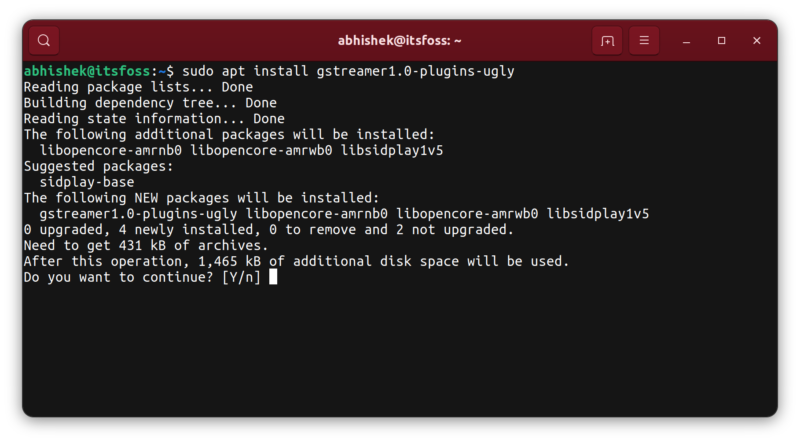 abhishek@itsfoss: ~
abhishek@itsfoss:~$ sudo apt install gstreamer1.0-plugins-ugly
Reading package lists... Done
Building dependency tree... Done
Reading state information... Done
The following additional packages will be installed:
  libopencore-amrnb0 libopencore-amrwb0 libsidplay1v5
Suggested packages:
  sidplay-base
The following NEW packages will be installed:
  gstreamer1.0-plugins-ugly libopencore-amrnb0 libopencore-amrwb0 libsidplay1v5
0 upgraded, 4 newly installed, 0 to remove and 2 not upgraded.
Need to get 431 kB of archives.
After this operation, 1,465 kB of additional disk space will be used.
Do you want to continue? [Y/n]